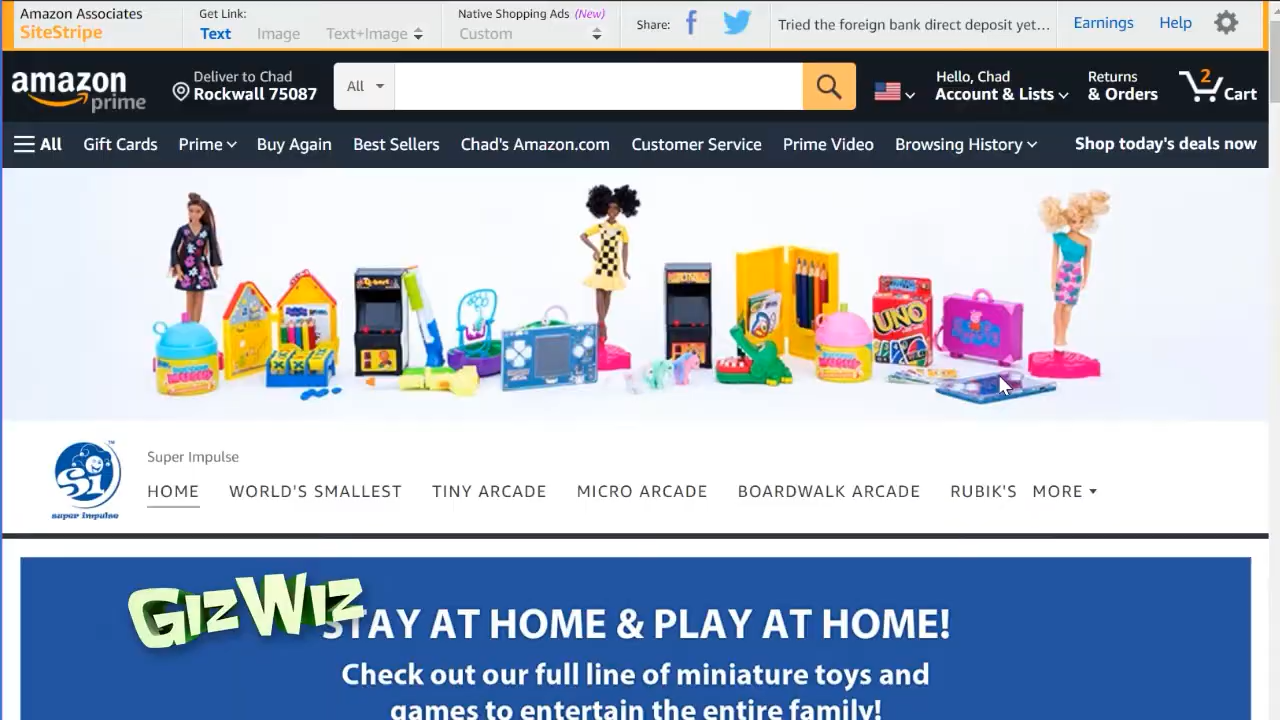 Amazon Associates
SiteStripe
Get Link:
Text Image Text+Image
Native Shopping Ads (New)
Custom
Share:
Tried the foreign bank direct deposit yet...
Earnings Help
amazon
prime
Deliver to Chad
Rockwall 75087
All
Hello, Chad
Account & Lists
Returns
& Orders
2
Cart
All Gift Cards Prime Buy Again Best Sellers Chad's Amazon.com Customer Service Prime Video Browsing History Shop today's deals now
UNO
Super Impulse
Si
super impulse
HOME WORLD'S SMALLEST TINY ARCADE MICRO ARCADE BOARDWALK ARCADE RUBIK'S MORE
GIZWIZ
STAY AT HOME & PLAY AT HOME!
Check out our full line of miniature toys and
games to entertain the entire family!